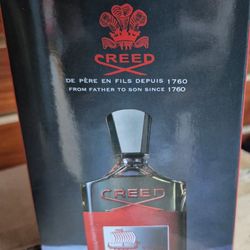 CREED
DE PÈRE EN FILS DEPUIS 1760
FROM FATHER TO SON SINCE 1760
CREED